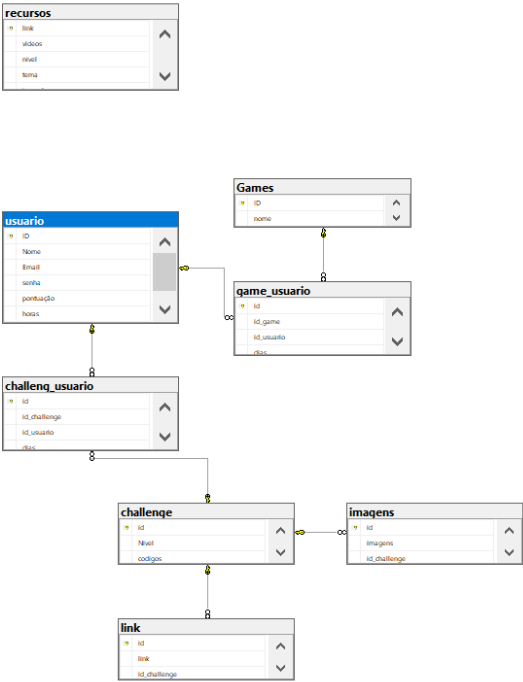 recursos
link
videos
nivel
tema
usuario
ID
Nome
Email
senha
pontuação
horas
Games
ID
nome
game_usuario
id
id_game
id_usuario
dias
challeng_usuario
id
id_challenge
id_usuario
dias
challenge
id
Nivel
codigos
imagens
id
imagens
id_challenge
link
id
link
id_challenge